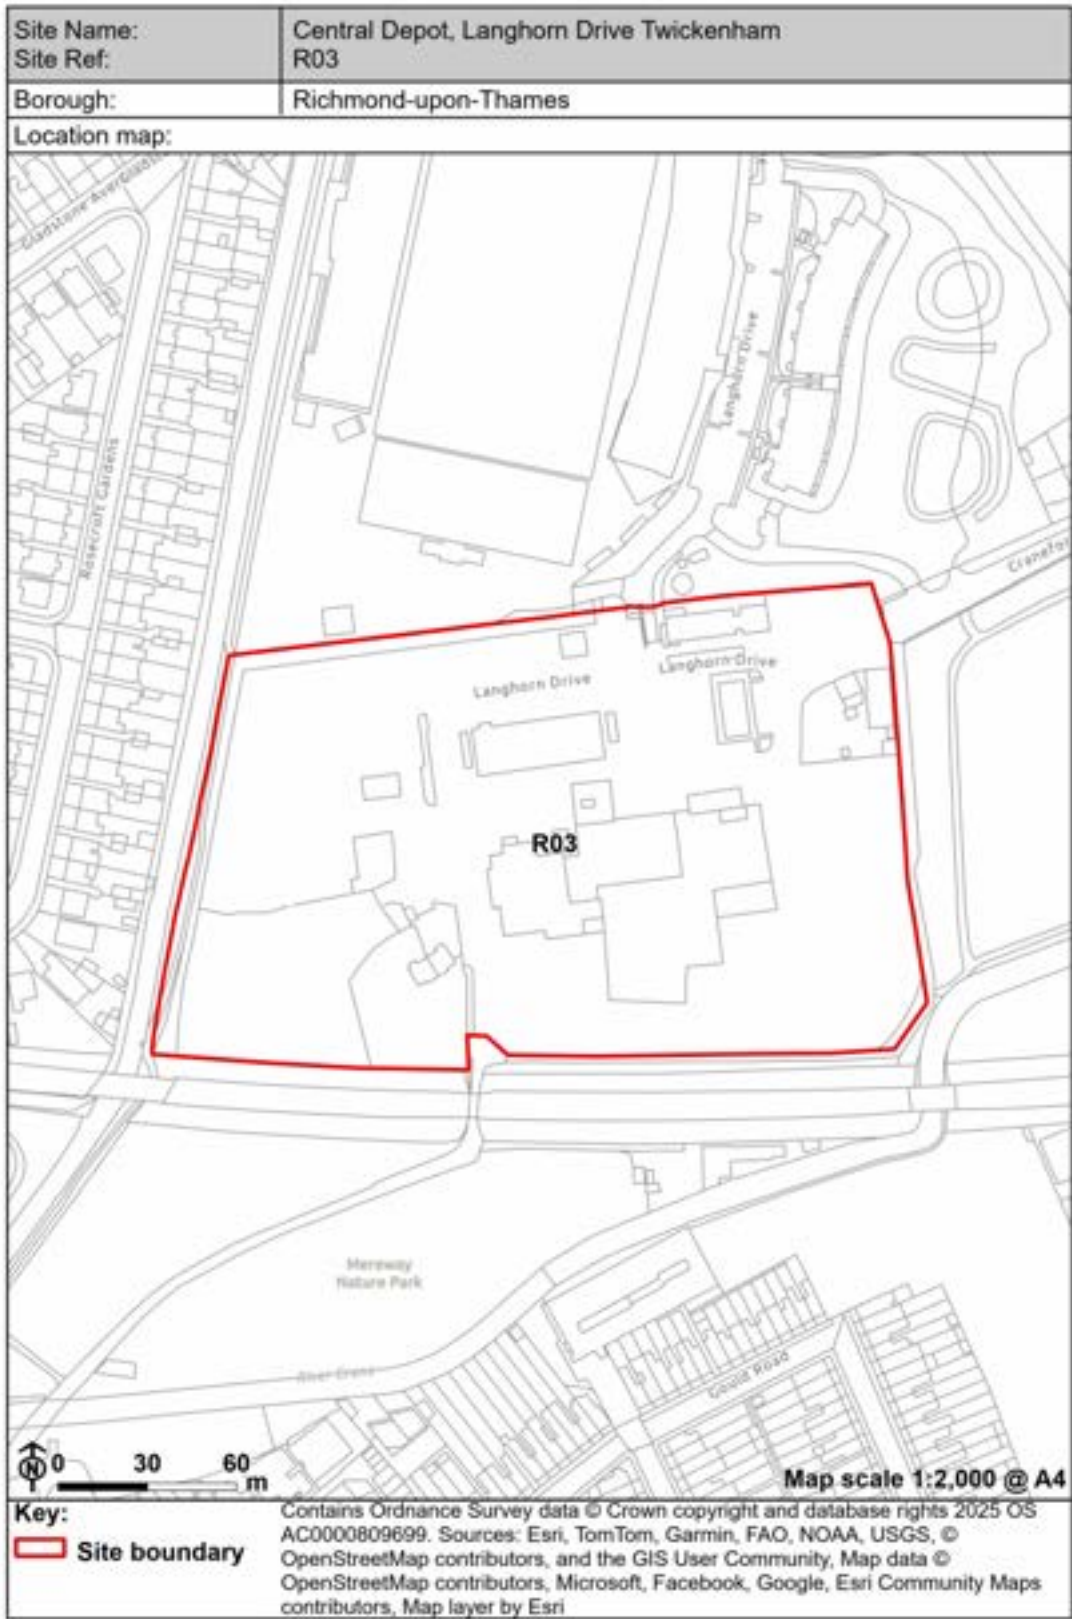 Site Name: Central Depot, Langhorn Drive Twickenham
Site Ref: R03
Borough: Richmond-upon-Thames
Location map:
Gladstone Aver
Langhorn Drive
Rosecroft Gardens
Langhorn Drive
Langhorn Drive
R03
Mereway
Nature Park
River Crane
Gould Road
N 0 30 60
m
Map scale 1:2,000 @ A4
Key:
Site boundary
Contains Ordnance Survey data © Crown copyright and database rights 2025 OS
AC0000809699. Sources: Esri, TomTom, Garmin, FAO, NOAA, USGS, ©
OpenStreetMap contributors, and the GIS User Community, Map data ©
OpenStreetMap contributors, Microsoft, Facebook, Google, Esri Community Maps
contributors, Map layer by Esri